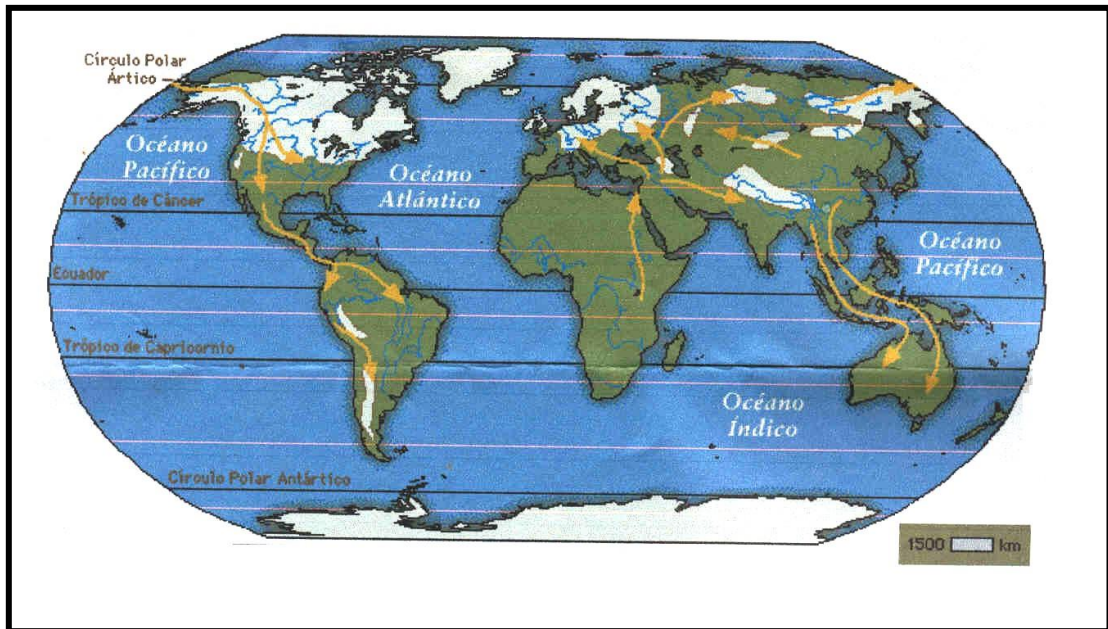 Círculo Polar
Ártico
Océano
Pacífico
Océano
Atlántico
Trópico de Câncer
Océano
Pacífico
Ecuador
Trópico de Capricornio
Océano
Índico
Círculo Polar Antártico
1500 km